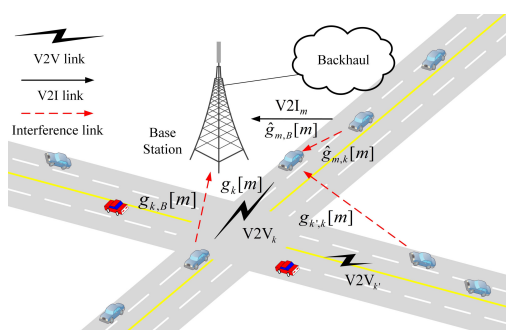 V2V link
V2I link
Interference link
Base
Station
Backhaul
V2I_m
ĝ_{m,B}[m]
ĝ_{m,k}[m]
g_k[m]
g_{k,B}[m]
g_{k',k}[m]
V2V_k
V2V_{k'}